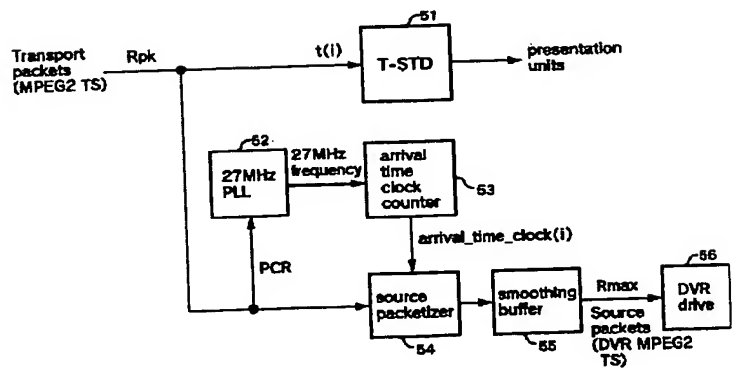 51
Transport
packets
(MPEG2 TS)
Rpk
t(i)
T-STD
presentation
units
52
27MHz
PLL
27MHz
frequency
arrival
time
clock
counter
53
PCR
arrival_time_clock(i)
source
packetizer
54
smoothing
buffer
55
Rmax
Source
packets
(DVR MPEG2
TS)
56
DVR
drive